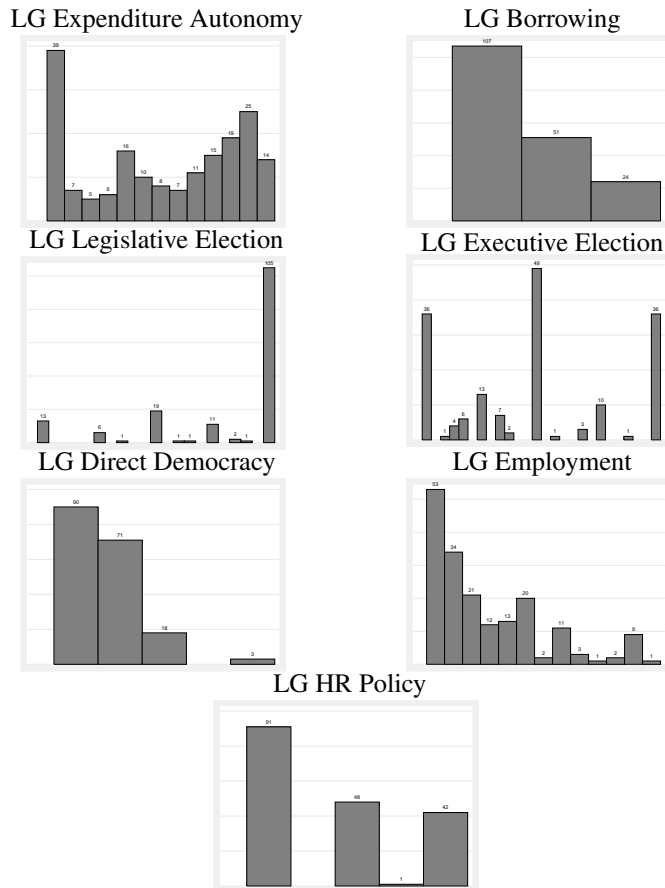 LG Expenditure Autonomy
39 7 5 6 16 10 8 7 11 15 19 25 14
LG Borrowing
107 51 24
LG Legislative Election
13 6 1 19 1 1 11 2 1 105
LG Executive Election
36 1 4 6 13 7 2 49 1 3 10 1 36
LG Direct Democracy
90 71 18 3
LG Employment
53 34 21 12 13 20 2 11 3 1 2 9 1
LG HR Policy
91 48 1 42